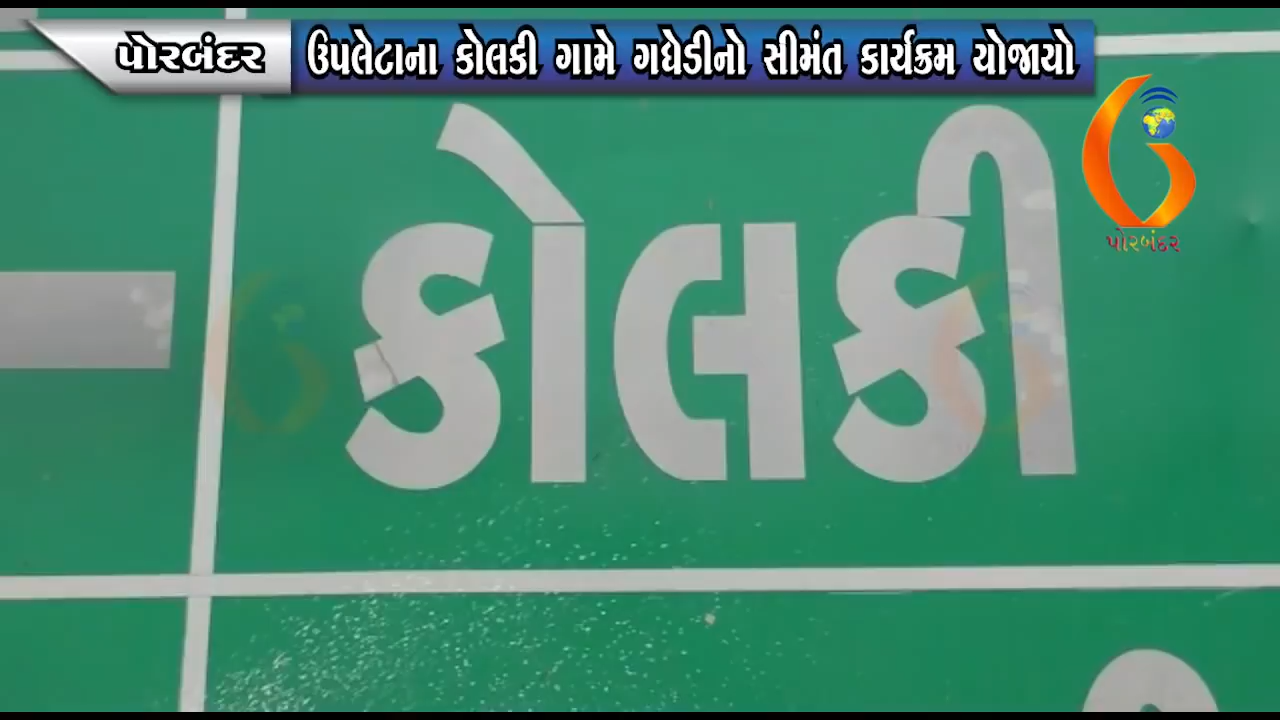 પોરબંદર ઉપલેટાના કોલકી ગામે ગધેડીનો સીમંત કાર્યક્રમ યોજાયો
પોરબંદર
કોલકી